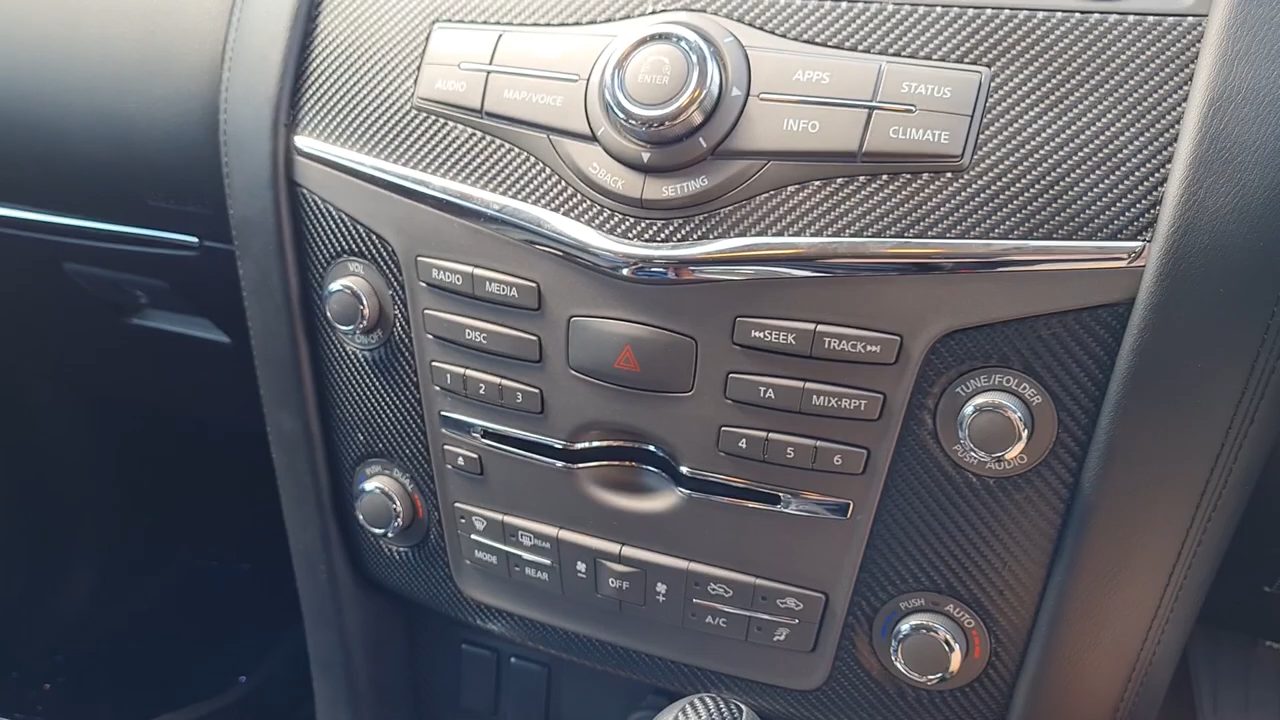 ENTER
AUDIO
MAP/VOICE
APPS
STATUS
INFO
CLIMATE
BACK
SETTING
VOL
ON·OFF
RADIO
MEDIA
DISC
1
2
3
SEEK
TRACK
TA
MIX·RPT
4
5
6
TUNE/FOLDER
PUSH AUDIO
PUSH DUAL
REAR
MODE
REAR
OFF
A/C
PUSH AUTO